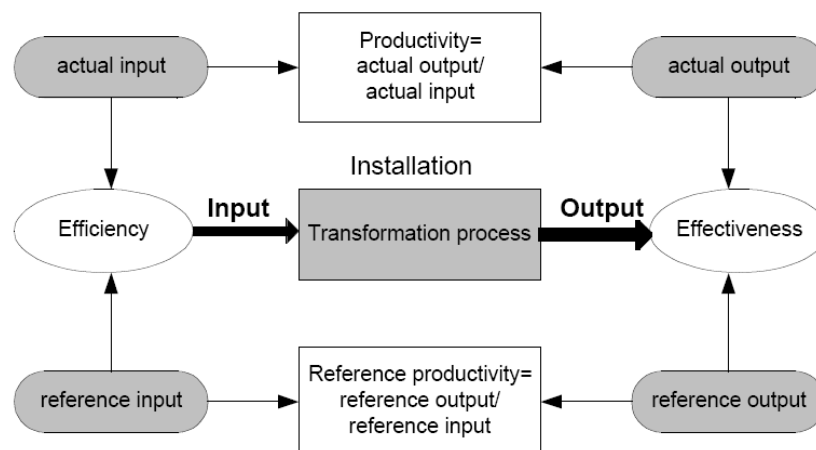 actual input
Productivity=
actual output/
actual input
actual output
Installation
Efficiency
Input
Transformation process
Output
Effectiveness
reference input
Reference productivity=
reference output/
reference input
reference output